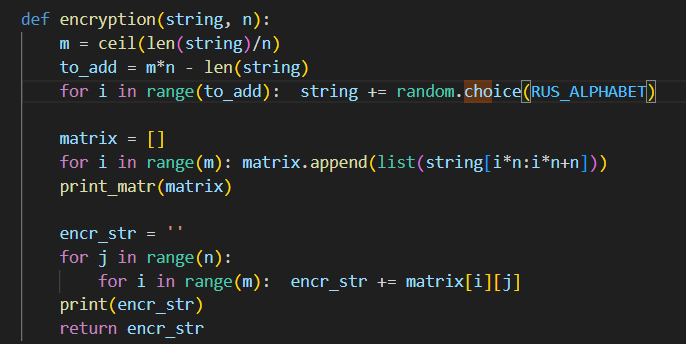 def encryption(string, n):
    m = ceil(len(string)/n)
    to_add = m*n - len(string)
    for i in range(to_add):  string += random.choice(RUS_ALPHABET)

    matrix = []
    for i in range(m): matrix.append(list(string[i*n:i*n+n]))
    print_matr(matrix)

    encr_str = ''
    for j in range(n):
        for i in range(m):  encr_str += matrix[i][j]
    print(encr_str)
    return encr_str